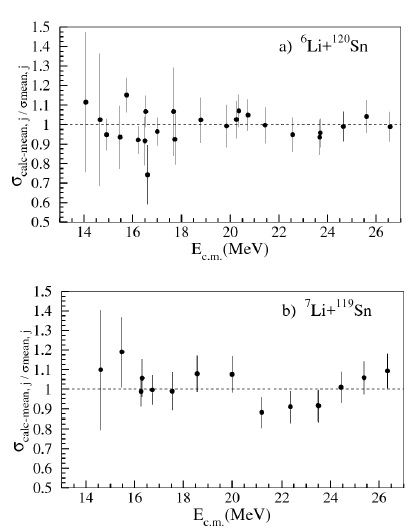 1.5
a) ⁶Li+¹²⁰Sn
1.4
1.3
1.2
1.1
1
0.9
0.8
0.7
0.6
0.5
σcalc-mean, j / σmean, j
14 16 18 20 22 24 26
Ec.m.(MeV)
1.5
b) ⁷Li+¹¹⁹Sn
1.4
1.3
1.2
1.1
1
0.9
0.8
0.7
0.6
0.5
σcalc-mean, j / σmean, j
14 16 18 20 22 24 26
Ec.m.(MeV)